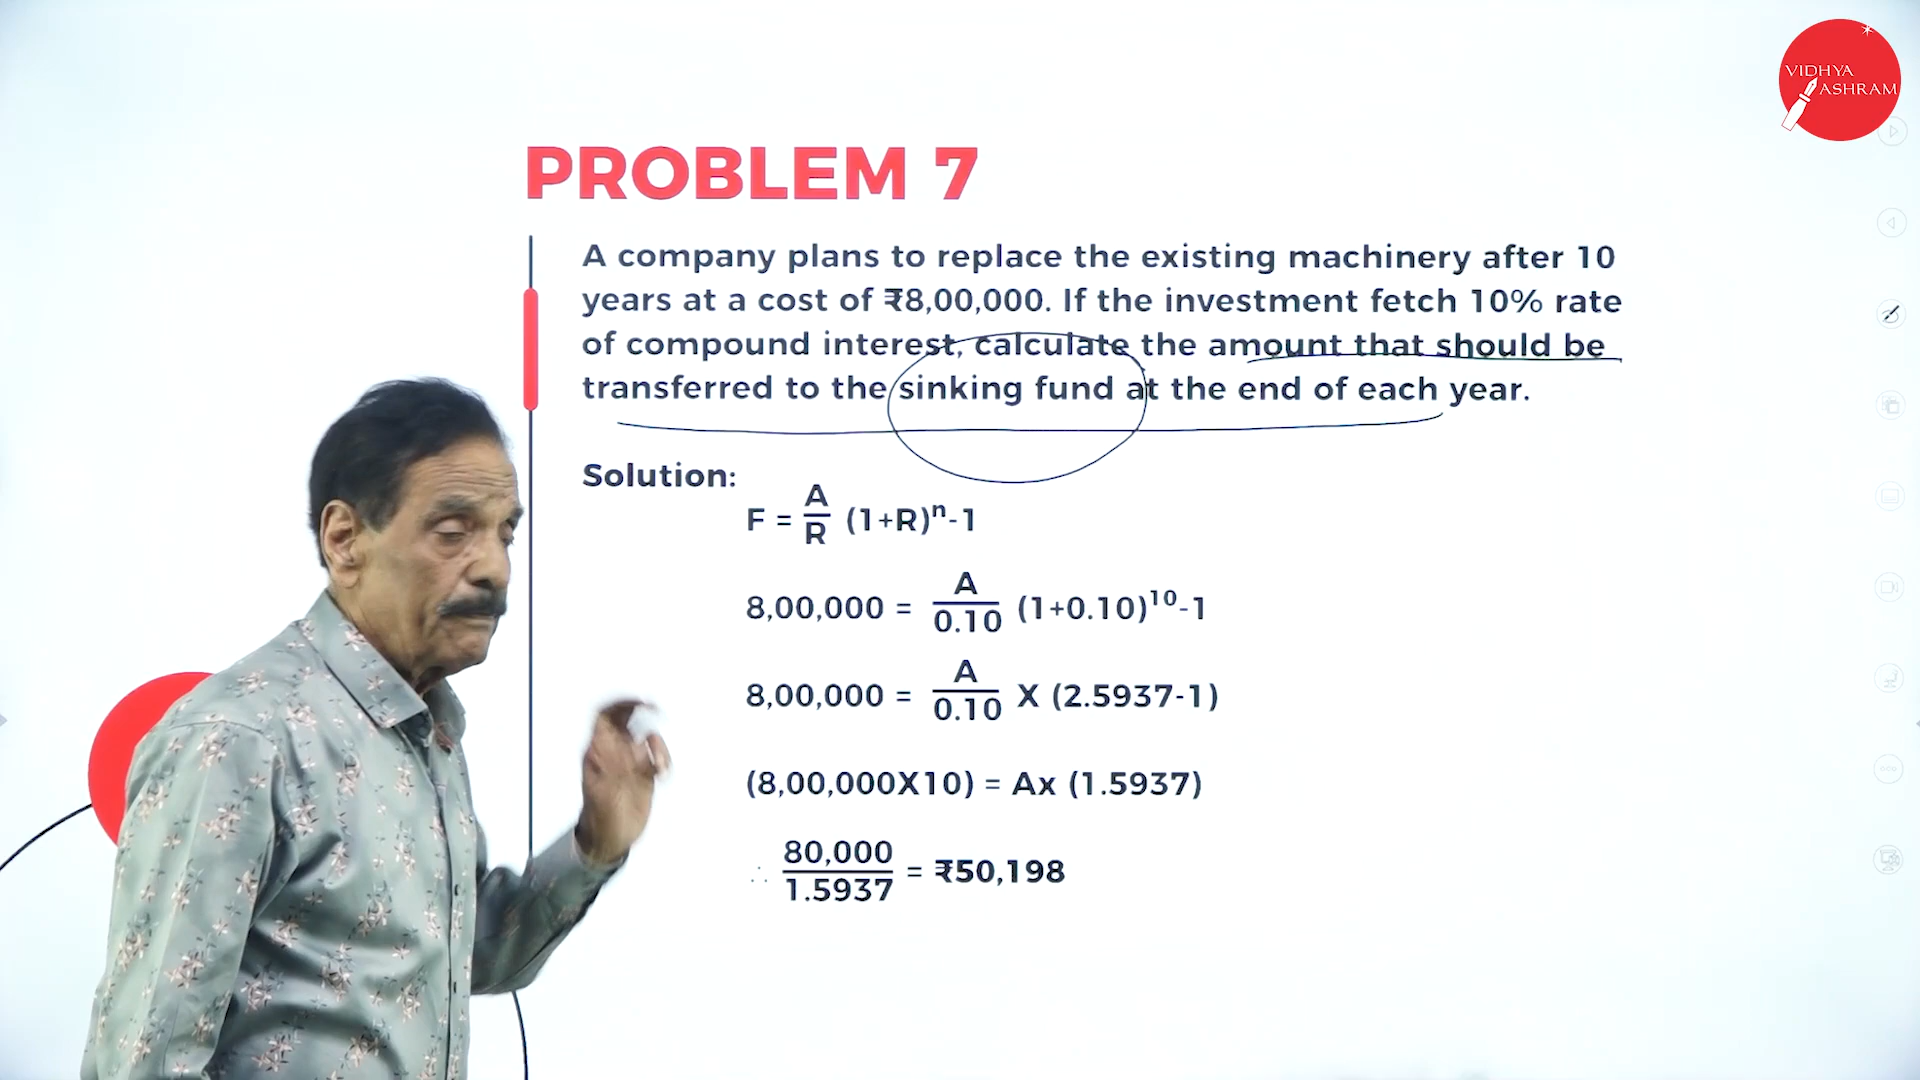 VIDHYA
ASHRAM
PROBLEM 7
A company plans to replace the existing machinery after 10
years at a cost of ₹8,00,000. If the investment fetch 10% rate
of compound interest, calculate the amount that should be
transferred to the sinking fund at the end of each year.
Solution:
F = A/R (1+R)ⁿ-1
8,00,000 = A/0.10 (1+0.10)¹⁰-1
8,00,000 = A/0.10 X (2.5937-1)
(8,00,000X10) = Ax (1.5937)
∴ 80,000/1.5937 = ₹50,198